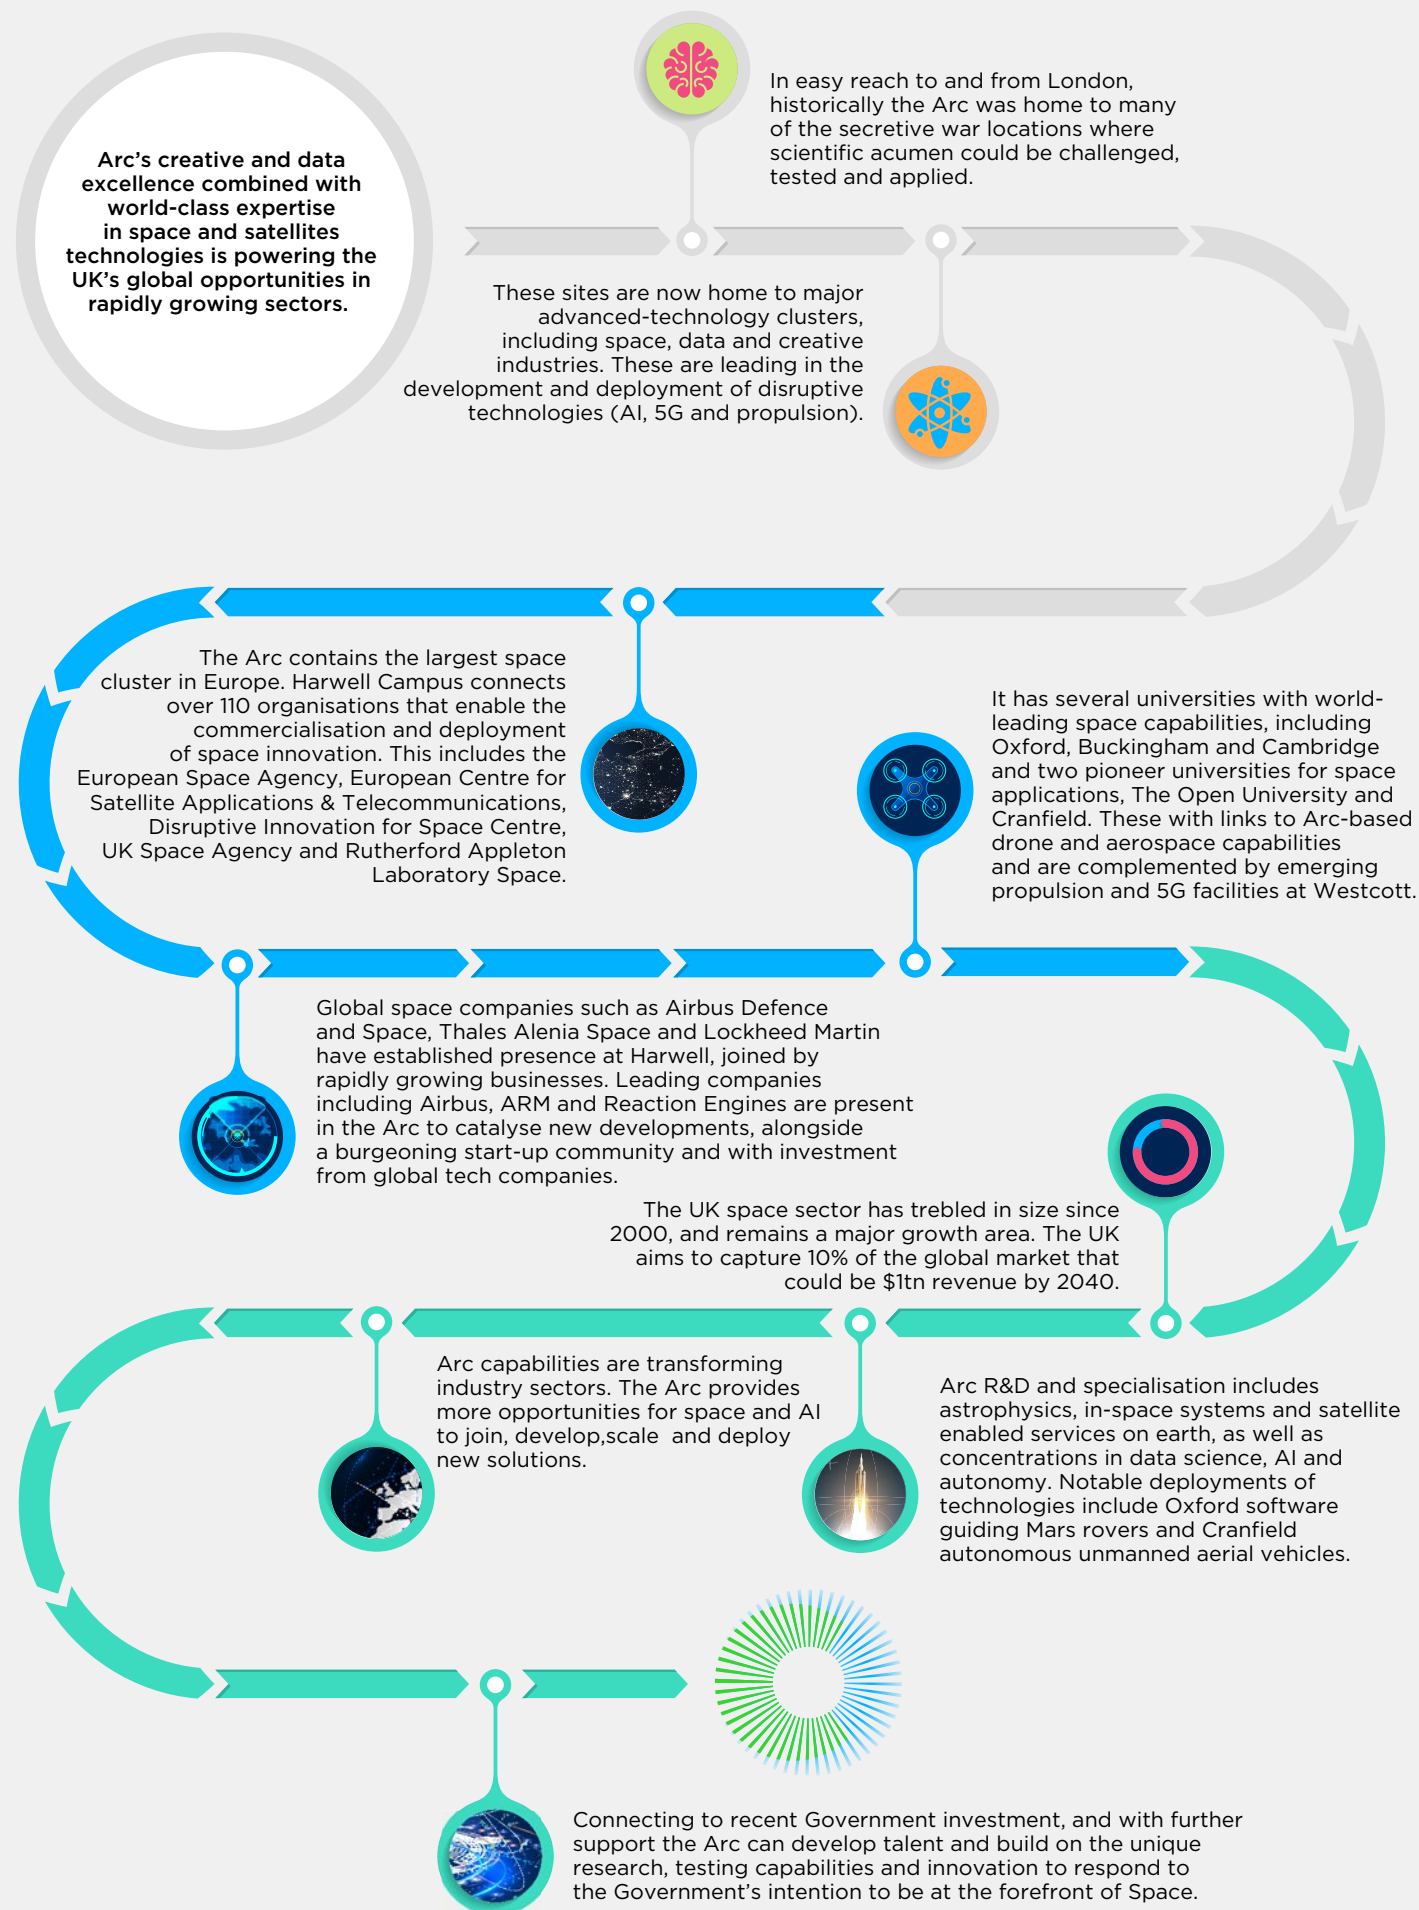 Arc's creative and data
excellence combined with
world-class expertise
in space and satellites
technologies is powering the
UK's global opportunities in
rapidly growing sectors.
In easy reach to and from London,
historically the Arc was home to many
of the secretive war locations where
scientific acumen could be challenged,
tested and applied.
These sites are now home to major
advanced-technology clusters,
including space, data and creative
industries. These are leading in the
development and deployment of disruptive
technologies (AI, 5G and propulsion).
The Arc contains the largest space
cluster in Europe. Harwell Campus connects
over 110 organisations that enable the
commercialisation and deployment
of space innovation. This includes the
European Space Agency, European Centre for
Satellite Applications & Telecommunications,
Disruptive Innovation for Space Centre,
UK Space Agency and Rutherford Appleton
Laboratory Space.
Global space companies such as Airbus Defence
and Space, Thales Alenia Space and Lockheed Martin
have established presence at Harwell, joined by
rapidly growing businesses. Leading companies
including Airbus, ARM and Reaction Engines are present
in the Arc to catalyse new developments, alongside
a burgeoning start-up community and with investment
from global tech companies.
It has several universities with world-
leading space capabilities, including
Oxford, Buckingham and Cambridge
and two pioneer universities for space
applications, The Open University and
Cranfield. These with links to Arc-based
drone and aerospace capabilities
and are complemented by emerging
propulsion and 5G facilities at Westcott.
The UK space sector has trebled in size since
2000, and remains a major growth area. The UK
aims to capture 10% of the global market that
could be $1tn revenue by 2040.
Arc R&D and specialisation includes
astrophysics, in-space systems and satellite
enabled services on earth, as well as
concentrations in data science, AI and
autonomy. Notable deployments of
technologies include Oxford software
guiding Mars rovers and Cranfield
autonomous unmanned aerial vehicles.
Arc capabilities are transforming
industry sectors. The Arc provides
more opportunities for space and AI
to join, develop,scale  and deploy
new solutions.
Connecting to recent Government investment, and with further
support the Arc can develop talent and build on the unique
research, testing capabilities and innovation to respond to
the Government's intention to be at the forefront of Space.